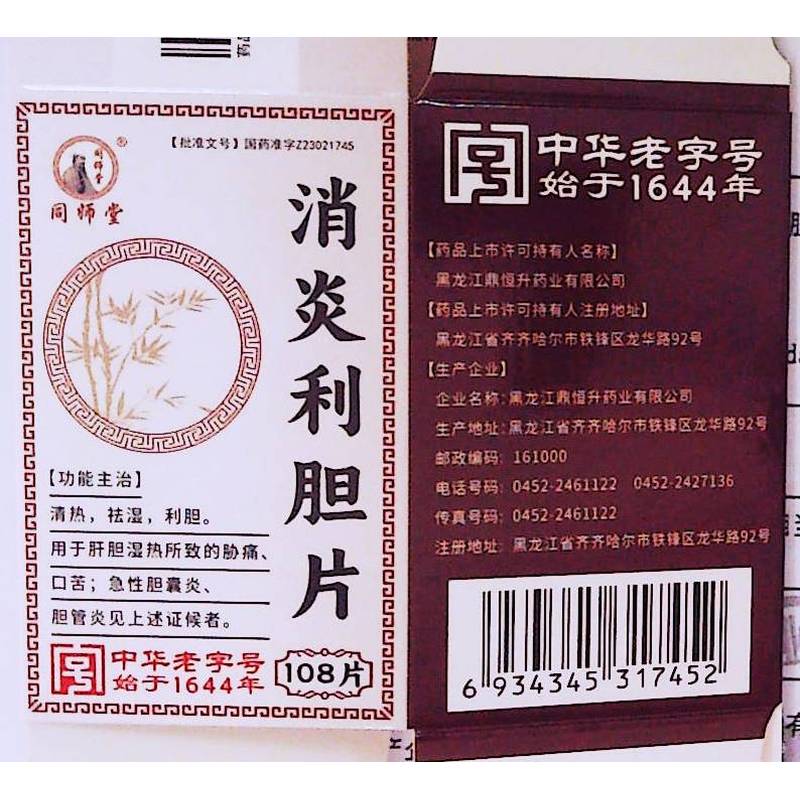 同师堂
®
同师堂
【批准文号】国药准字Z23021745
消炎利胆片
【功能主治】
清热，祛湿，利胆。
用于肝胆湿热所致的胁痛、
口苦；急性胆囊炎、
胆管炎见上述证候者。
中华老字号
始于1644年
108片
中华老字号
始于1644年
【药品上市许可持有人名称】
黑龙江鼎恒升药业有限公司
【药品上市许可持有人注册地址】
黑龙江省齐齐哈尔市铁锋区龙华路92号
【生产企业】
企业名称：黑龙江鼎恒升药业有限公司
生产地址：黑龙江省齐齐哈尔市铁锋区龙华路92号
邮政编码：161000
电话号码：0452-2461122 0452-2427136
传真号码：0452-2461122
注册地址：黑龙江省齐齐哈尔市铁锋区龙华路92号
6 934345 317452